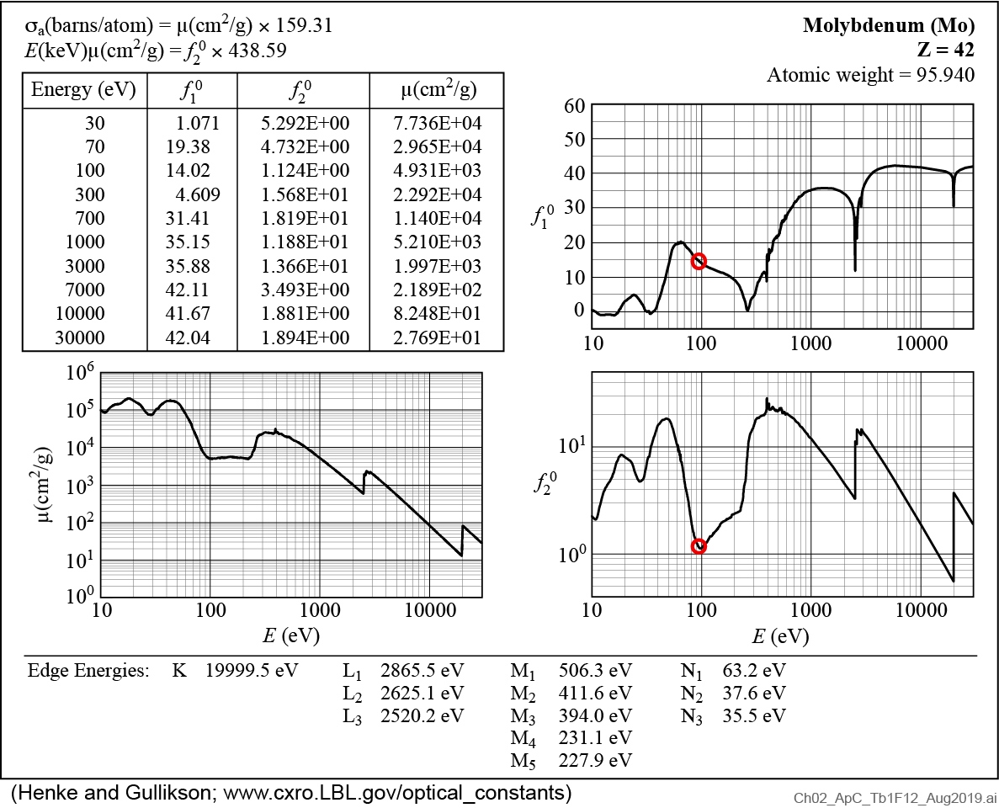 σa(barns/atom) = μ(cm²/g) × 159.31
E(keV)μ(cm²/g) = f₂⁰ × 438.59
Molybdenum (Mo)
Z = 42
Atomic weight = 95.940
Energy (eV) f₁⁰ f₂⁰ μ(cm²/g)
30 1.071 5.292E+00 7.736E+04
70 19.38 4.732E+00 2.965E+04
100 14.02 1.124E+00 4.931E+03
300 4.609 1.568E+01 2.292E+04
700 31.41 1.819E+01 1.140E+04
1000 35.15 1.188E+01 5.210E+03
3000 35.88 1.366E+01 1.997E+03
7000 42.11 3.493E+00 2.189E+02
10000 41.67 1.881E+00 8.248E+01
30000 42.04 1.894E+00 2.769E+01
60
50
40
30
20
10
0
f₁⁰
10 100 1000 10000
10⁶
10⁵
10⁴
10³
10²
10¹
10⁰
μ(cm²/g)
10 100 1000 10000
E (eV)
10¹
10⁰
f₂⁰
10 100 1000 10000
E (eV)
Edge Energies: K 19999.5 eV L₁ 2865.5 eV M₁ 506.3 eV N₁ 63.2 eV
L₂ 2625.1 eV M₂ 411.6 eV N₂ 37.6 eV
L₃ 2520.2 eV M₃ 394.0 eV N₃ 35.5 eV
M₄ 231.1 eV
M₅ 227.9 eV
(Henke and Gullikson; www.cxro.LBL.gov/optical_constants)
Ch02_ApC_Tb1F12_Aug2019.ai